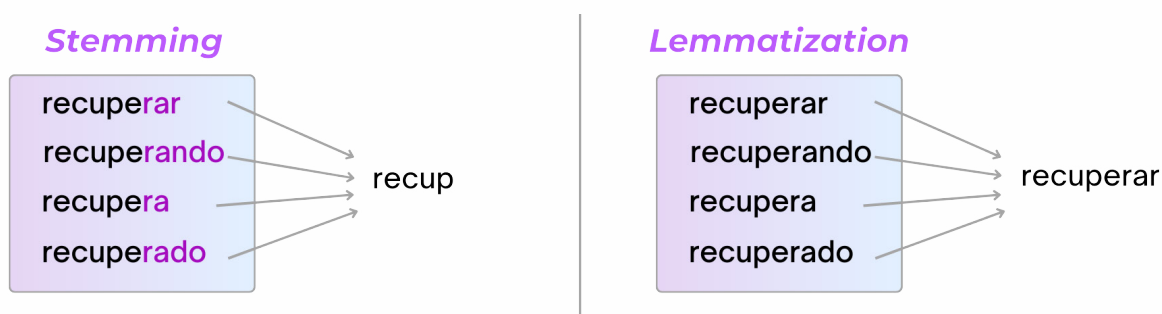 Stemming
recuperar
recuperando
recupera
recuperado
recup
Lemmatization
recuperar
recuperando
recupera
recuperado
recuperar